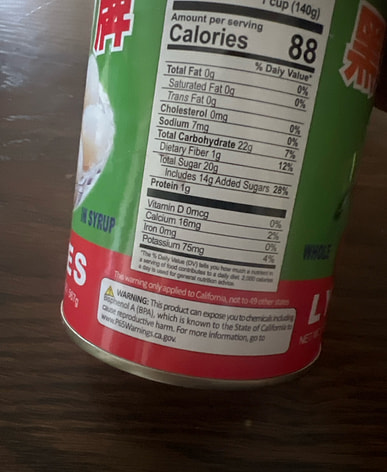 牌
cup (140g)
Amount per serving
Calories 88
% Daiy Value*
Total Fat 0g 0%
Saturated Fat 0g 0%
Trans Fat 0g
Cholesterol 0mg 0%
Sodium 7mg 7%
Total Carbohydrate 22g 12%
Dietary Fiber 1g
Total Sugar 20g
Includes 14g Added Sugars 28%
Protein 1g
Vitamin D 0mcg 0%
Calcium 16mg 2%
Iron 0mg 0%
Potassium 75mg 4%
*The % Daily Value (DV) tells you how much a nutrient in
a serving of food contributes to a daily diet. 2,000 calories
a day is used for general nutrition advice.
IN SYRUP
WHOLE
ES
L
NET
567g
This warning only applied to California, not to 49 other states
WARNING: This product can expose you to chemicals including
Bisphenol A (BPA), which is known to the State of California to
cause reproductive harm. For more information, go to
www.P65Warnings.ca.gov.